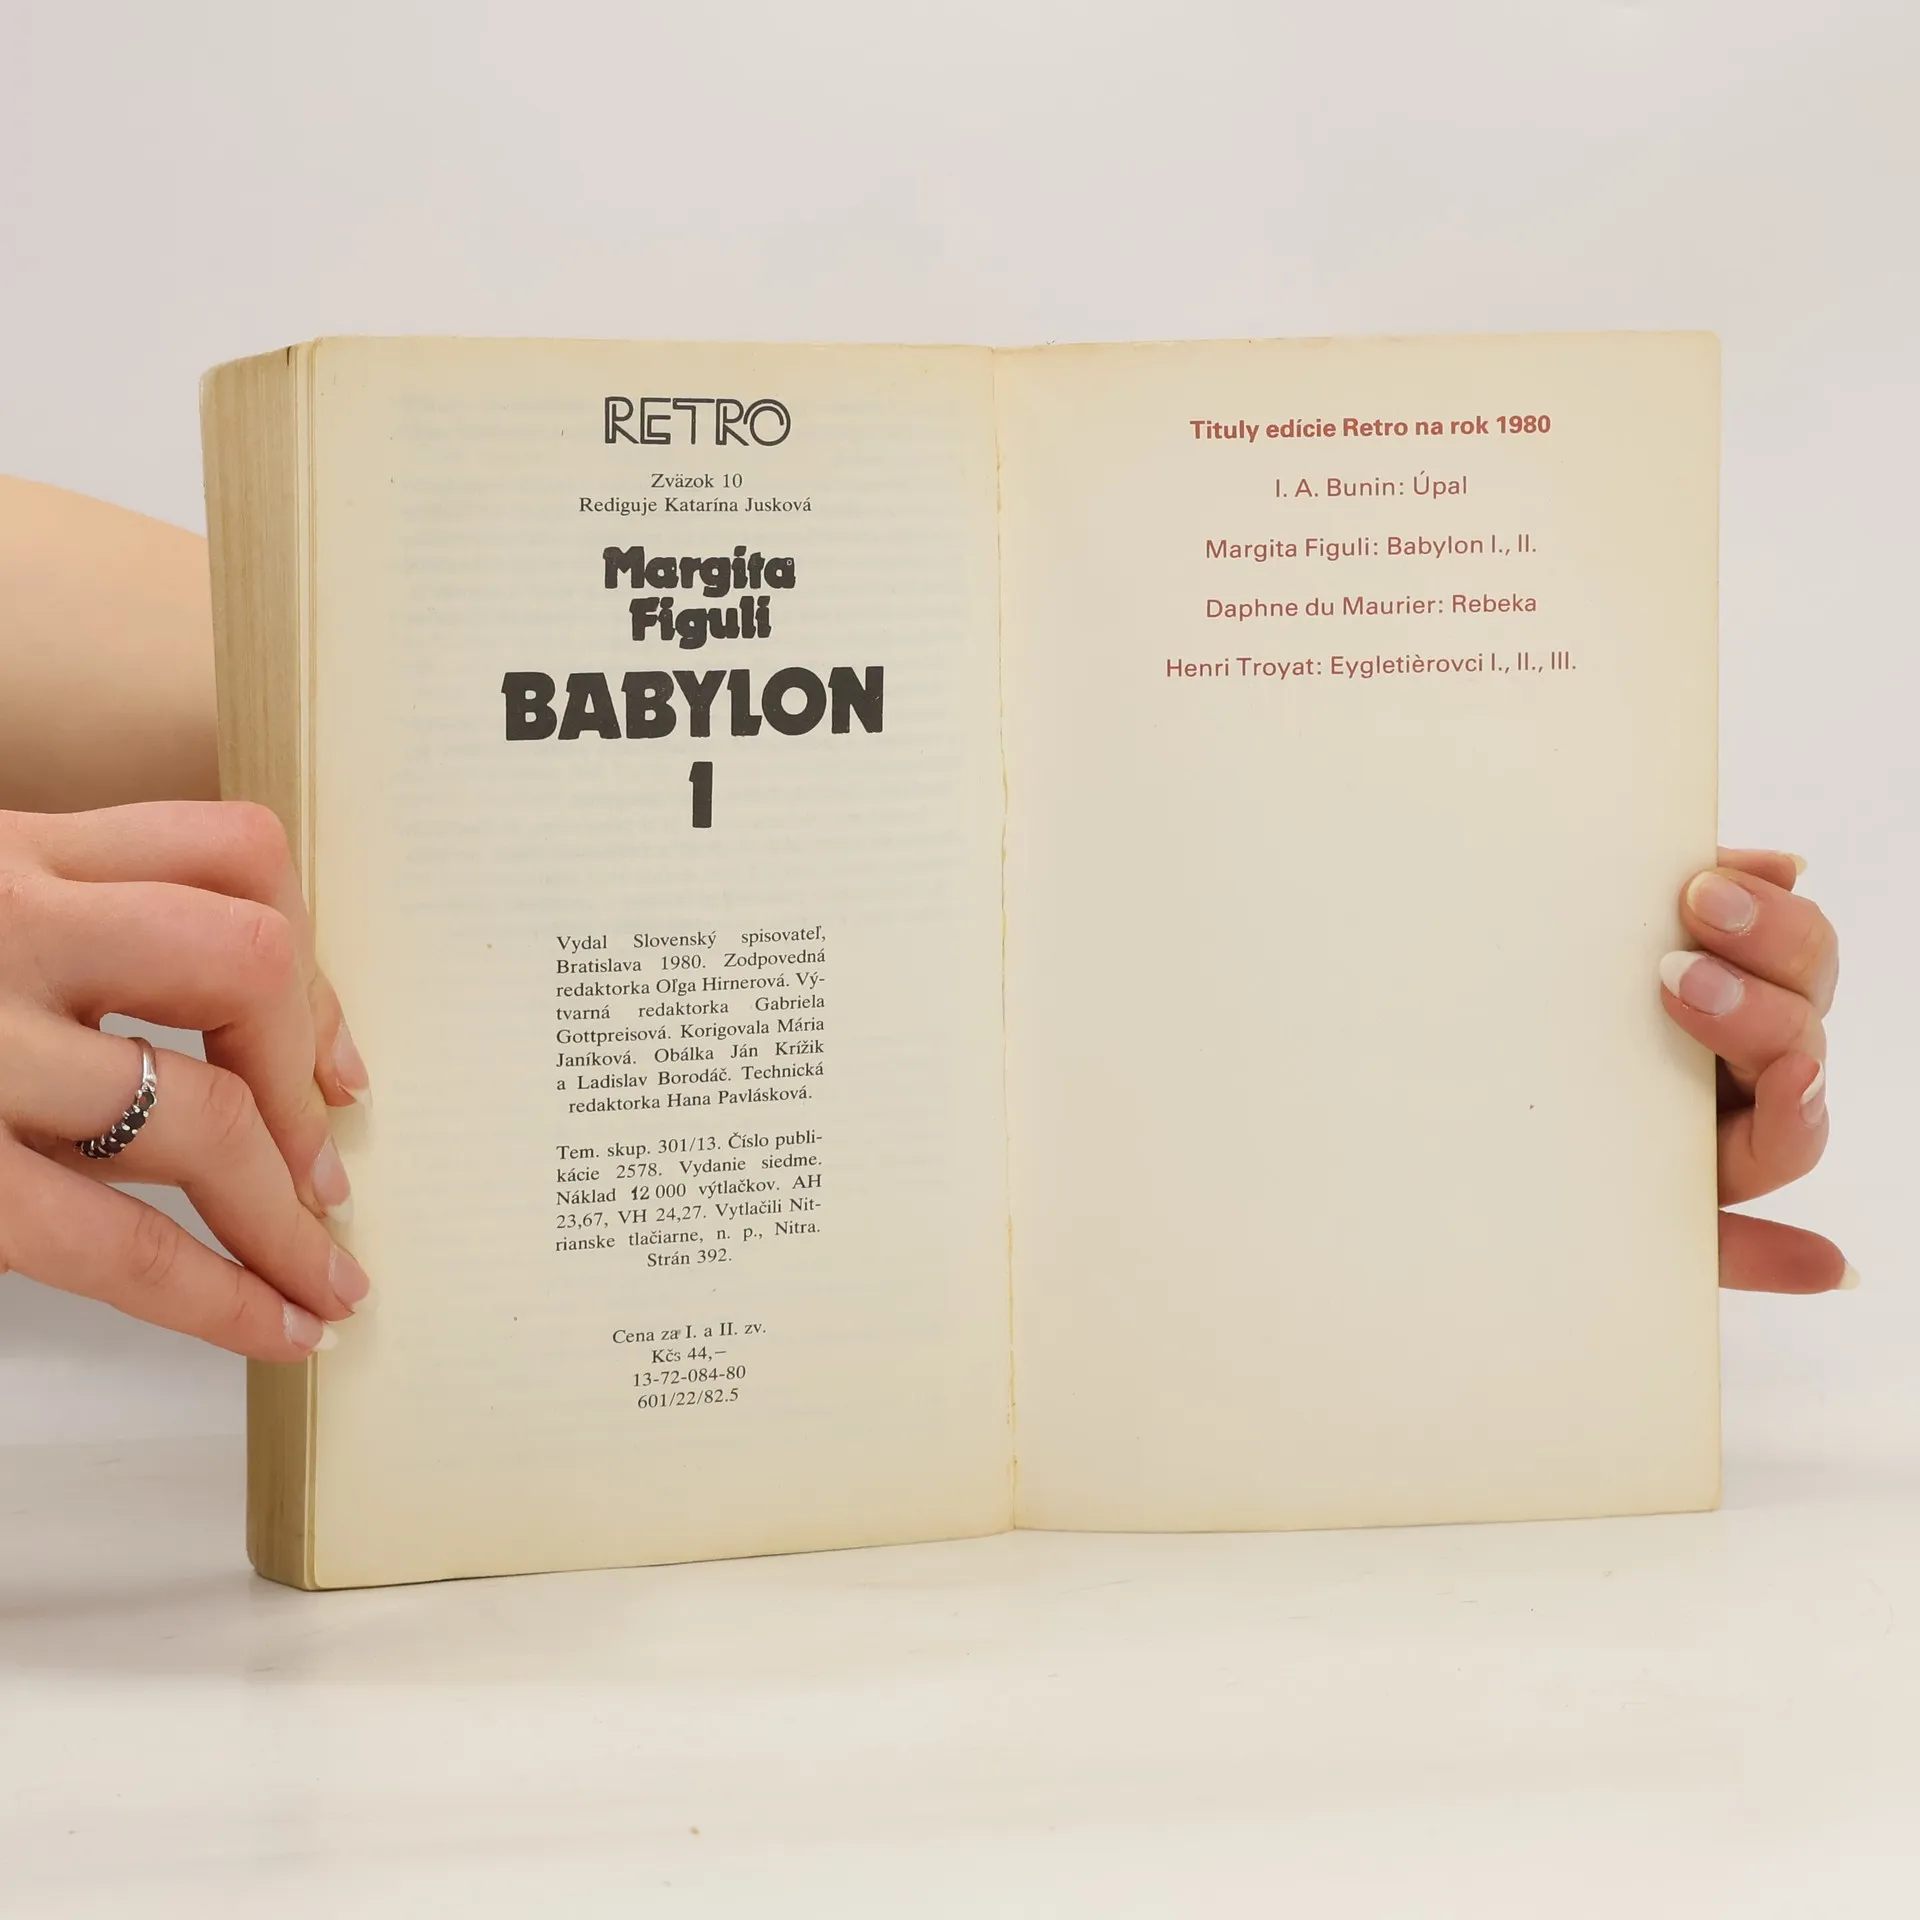 RETRO
Zväzok 10
Rediguje Katarína Jusková
Margita
Figuli
BABYLON
1
Vydal Slovenský spisovateľ,
Bratislava 1980. Zodpovedná
redaktorka Oľga Hirnerová. Vý-
tvarná redaktorka Gabriela
Gottpreisová. Korigovala Mária
Janíková. Obálka Ján Krížik
a Ladislav Borodáč. Technická
redaktorka Hana Pavlásková.
Tem. skup. 301/13. Číslo publi-
kácie 2578. Vydanie siedme.
Náklad 12 000 výtlačkov. AH
23,67, VH 24,27. Vytlačili Nit-
rianske tlačiarne, n. p., Nitra.
Strán 392.
Cena za I. a II. zv.
Kčs 44,—
13-72-084-80
601/22/82.5
Tituly edície Retro na rok 1980
I. A. Bunin: Úpal
Margita Figuli: Babylon I., II.
Daphne du Maurier: Rebeka
Henri Troyat: Eygletièrovci I., II., III.